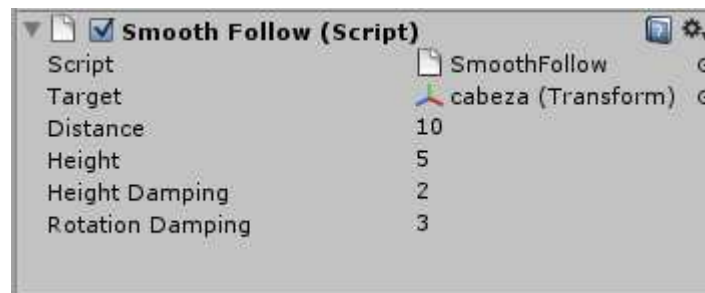 Smooth Follow (Script)
Script SmoothFollow
Target cabeza (Transform)
Distance 10
Height 5
Height Damping 2
Rotation Damping 3